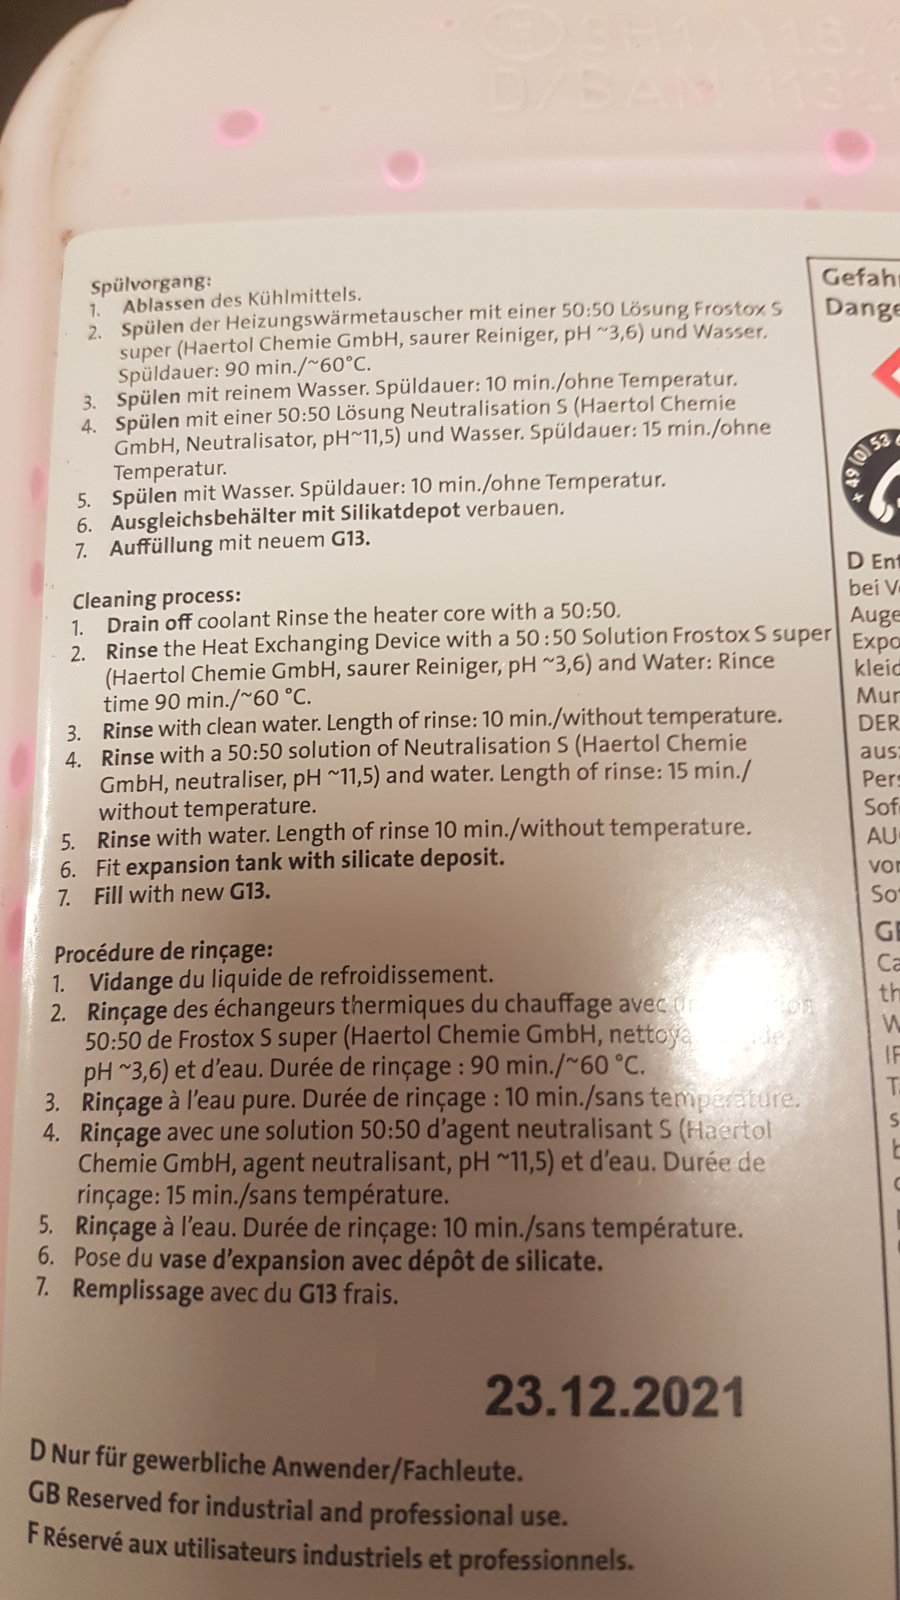 3H1/Y1.8/
D/BAM 1132
Spülvorgang:
1. Ablassen des Kühlmittels.
2. Spülen der Heizungswärmetauscher mit einer 50:50 Lösung Frostox S
super (Haertol Chemie GmbH, saurer Reiniger, pH ~3,6) und Wasser.
Spüldauer: 90 min./~60°C.
3. Spülen mit reinem Wasser. Spüldauer: 10 min./ohne Temperatur.
4. Spülen mit einer 50:50 Lösung Neutralisation S (Haertol Chemie
GmbH, Neutralisator, pH~11,5) und Wasser. Spüldauer: 15 min./ohne
Temperatur.
5. Spülen mit Wasser. Spüldauer: 10 min./ohne Temperatur.
6. Ausgleichsbehälter mit Silikatdepot verbauen.
7. Auffüllung mit neuem G13.
Cleaning process:
1. Drain off coolant Rinse the heater core with a 50:50.
2. Rinse the Heat Exchanging Device with a 50:50 Solution Frostox S super
(Haertol Chemie GmbH, saurer Reiniger, pH ~3,6) and Water: Rince
time 90 min./~60 °C.
3. Rinse with clean water. Length of rinse: 10 min./without temperature.
4. Rinse with a 50:50 solution of Neutralisation S (Haertol Chemie
GmbH, neutraliser, pH ~11,5) and water. Length of rinse: 15 min./
without temperature.
5. Rinse with water. Length of rinse 10 min./without temperature.
6. Fit expansion tank with silicate deposit.
7. Fill with new G13.
Procédure de rinçage:
1. Vidange du liquide de refroidissement.
2. Rinçage des échangeurs thermiques du chauffage avec
50:50 de Frostox S super (Haertol Chemie GmbH,
pH ~3,6) et d'eau. Durée de rinçage : 90 min./~60 °C.
3. Rinçage à l'eau pure. Durée de rinçage : 10 min./sans température.
4. Rinçage avec une solution 50:50 d'agent neutralisant S (Haertol
Chemie GmbH, agent neutralisant, pH ~11,5) et d'eau. Durée de
rinçage: 15 min./sans température.
5. Rinçage à l'eau. Durée de rinçage: 10 min./sans température.
6. Pose du vase d'expansion avec dépôt de silicate.
7. Remplissage avec du G13 frais.
23.12.2021
D Nur für gewerbliche Anwender/Fachleute.
GB Reserved for industrial and professional use.
F Réservé aux utilisateurs industriels et professionnels.
Gefah
Dange
+ 49 (0) 53
D Ent
bei V
Auge
Expo
kleid
Mun
DER
aus
Per
Sof
AU
vor
So
GB
Ca
th
W
IF
T
s